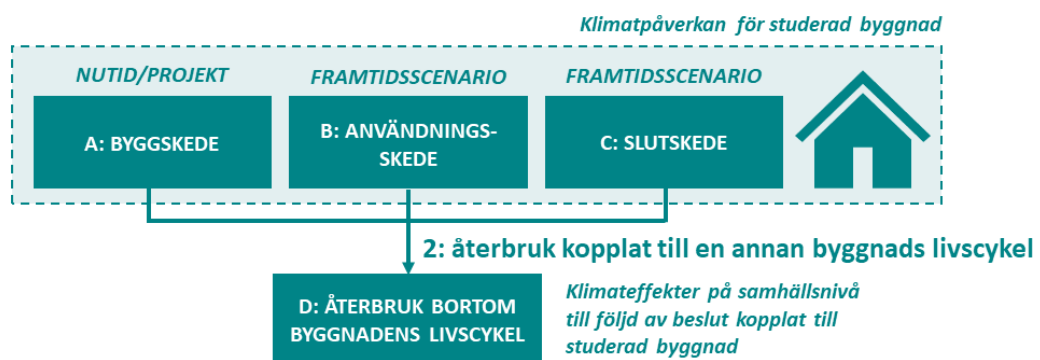 Klimatpåverkan för studerad byggnad
NUTID/PROJEKT
FRAMTIDSSCENARIO
FRAMTIDSSCENARIO
A: BYGGSKEDE
B: ANVÄNDNINGS-
SKEDE
C: SLUTSKEDE
2: återbruk kopplat till en annan byggnads livscykel
D: ÅTERBRUK BORTOM
BYGGNADENS LIVSCYKEL
Klimateffekter på samhällsnivå
till följd av beslut kopplat till
studerad byggnad